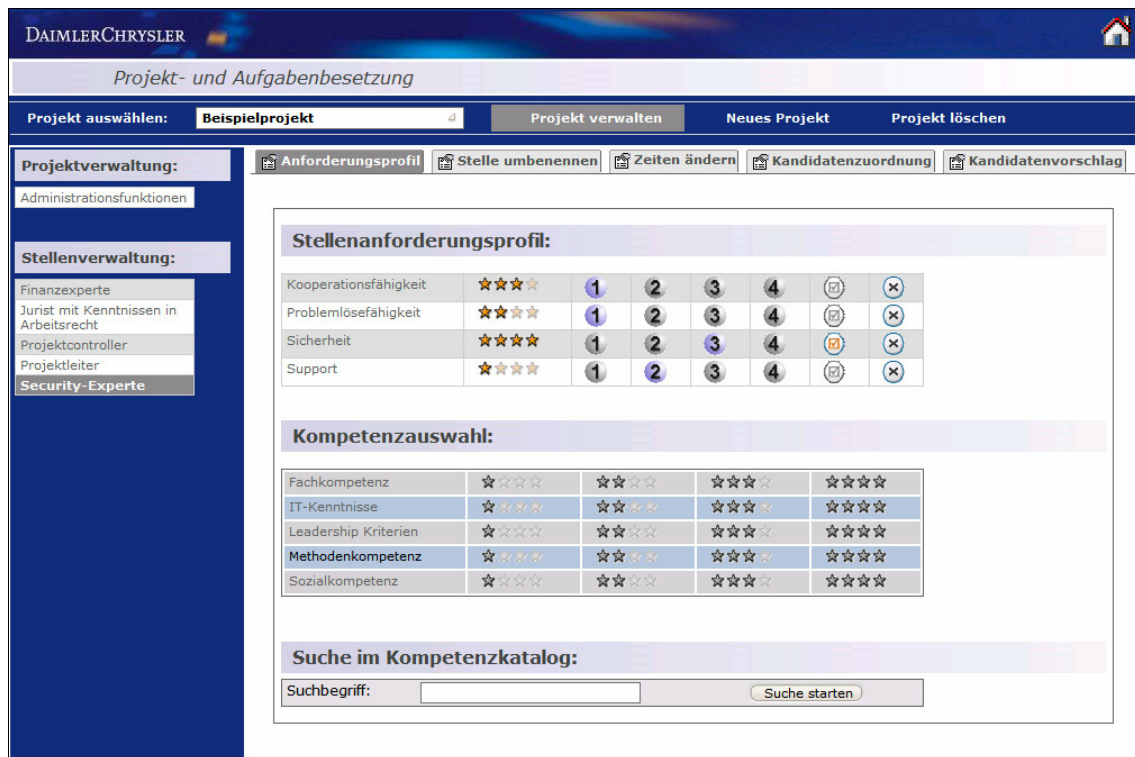 DAIMLERCHRYSLER
Projekt- und Aufgabenbesetzung
Projekt auswählen: Beispielprojekt Projekt verwalten Neues Projekt Projekt löschen
Projektverwaltung:
Administrationsfunktionen
Stellenverwaltung:
Finanzexperte
Jurist mit Kenntnissen in
Arbeitsrecht
Projektcontroller
Projektleiter
Security-Experte
Anforderungsprofil Stelle umbenennen Zeiten ändern Kandidatenzuordnung Kandidatenvorschlag
Stellenanforderungsprofil:
Kooperationsfähigkeit 1 2 3 4
Problemlösefähigkeit 1 2 3 4
Sicherheit 1 2 3 4
Support 1 2 3 4
Kompetenzauswahl:
Fachkompetenz
IT-Kenntnisse
Leadership Kriterien
Methodenkompetenz
Sozialkompetenz
Suche im Kompetenzkatalog:
Suchbegriff: Suche starten